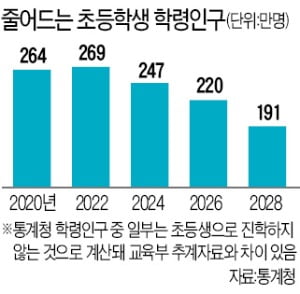 줄어드는 초등학생 학령인구(단위:만명)
264 269 247 220 191
2020년 2022 2024 2026 2028
※통계청 학령인구 중 일부는 초등생으로 진학하지
않는 것으로 계산돼 교육부 추계자료와 차이 있음
자료:통계청